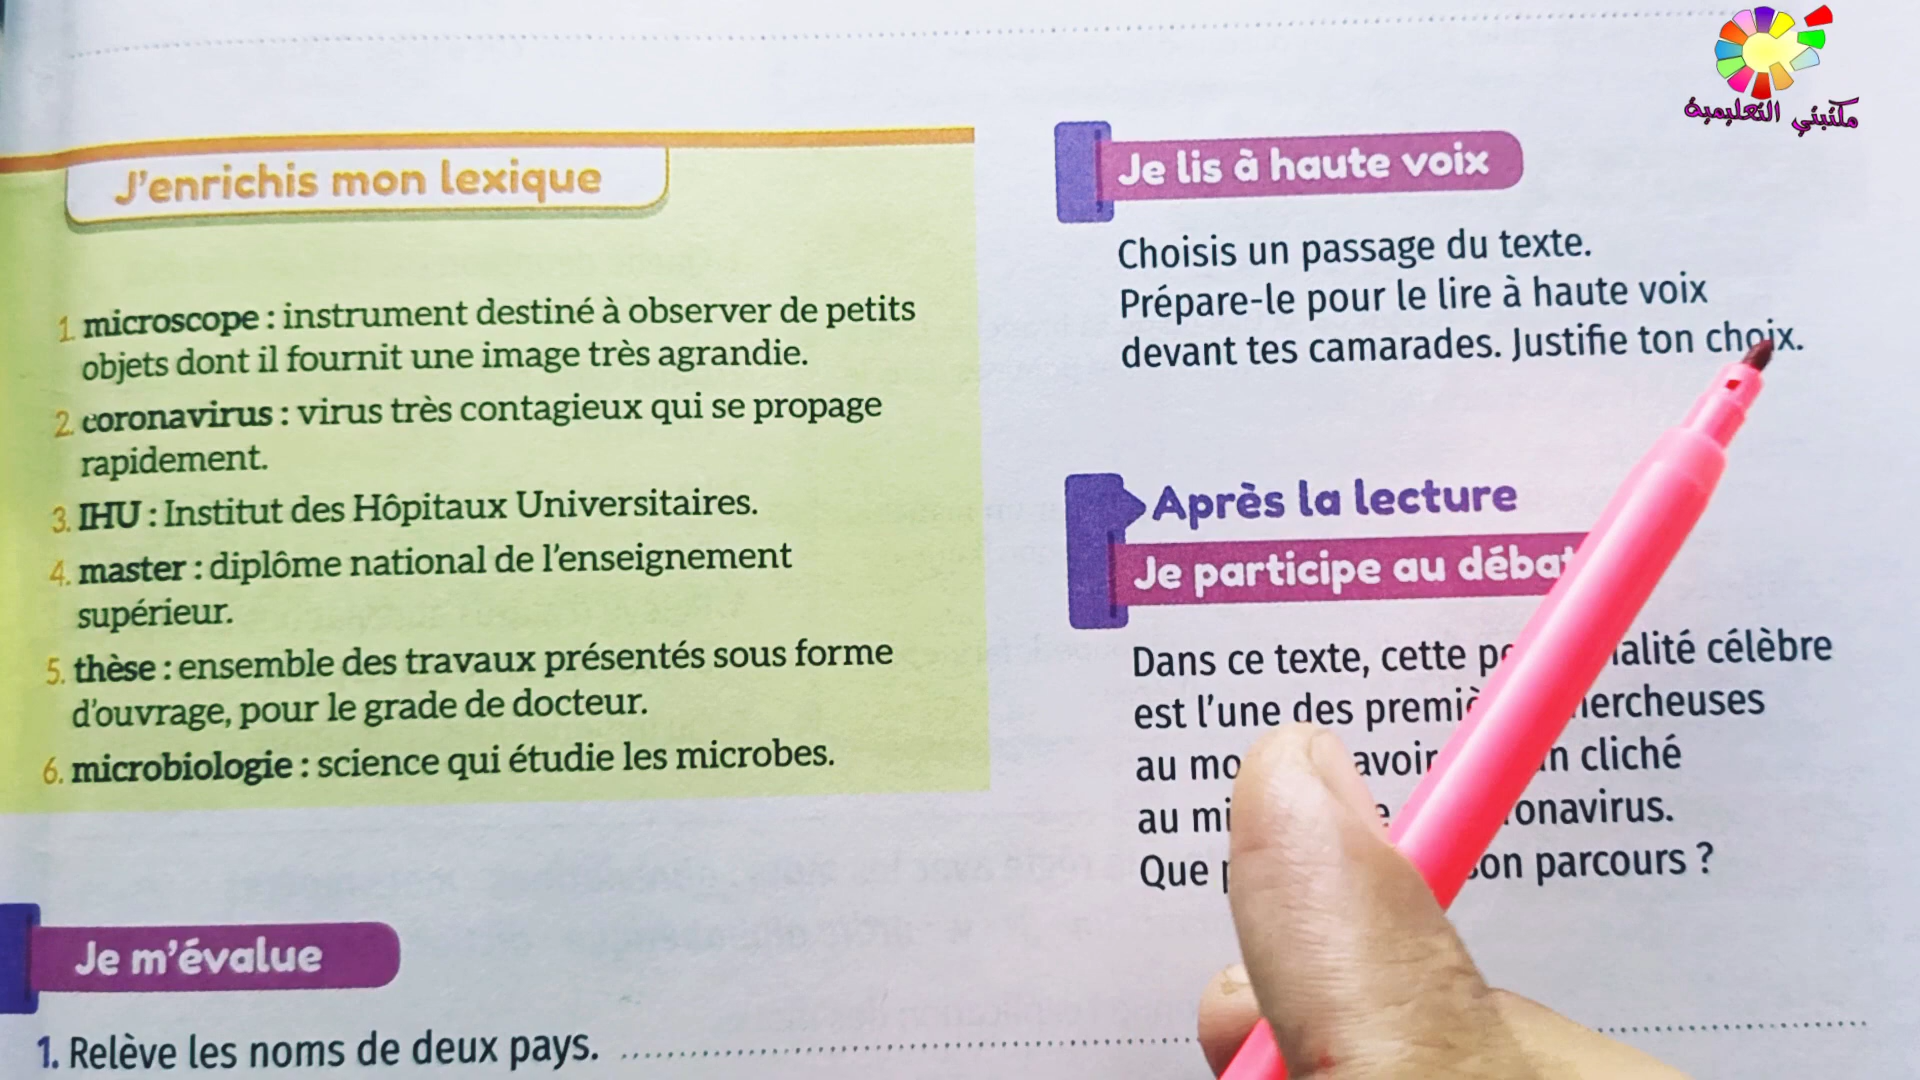 مكتبتي التعليمية
J'enrichis mon lexique
1. microscope : instrument destiné à observer de petits
objets dont il fournit une image très agrandie.
2. coronavirus : virus très contagieux qui se propage
rapidement.
3. IHU : Institut des Hôpitaux Universitaires.
4. master : diplôme national de l'enseignement
supérieur.
5. thèse : ensemble des travaux présentés sous forme
d'ouvrage, pour le grade de docteur.
6. microbiologie : science qui étudie les microbes.
Je m'évalue
1. Relève les noms de deux pays.
Je lis à haute voix
Choisis un passage du texte.
Prépare-le pour le lire à haute voix
devant tes camarades. Justifie ton choix.
Après la lecture
Je participe au débat
Dans ce texte, cette célèbre
est l'une des
au avoir cliché
au
Que parcours ?